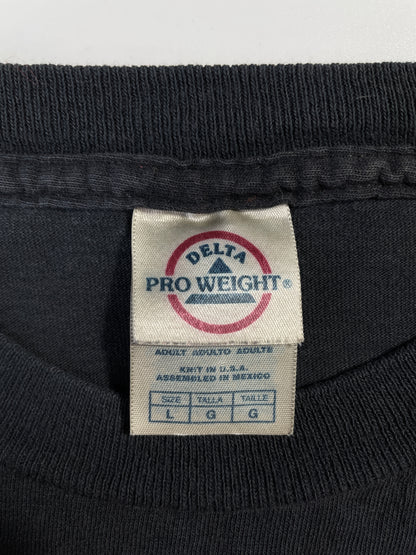 DELTA
PRO WEIGHT®
ADULT ADULTO ADULTE
KNIT IN U.S.A.
ASSEMBLED IN MEXICO
SIZE TALLA TAILLE
L G G